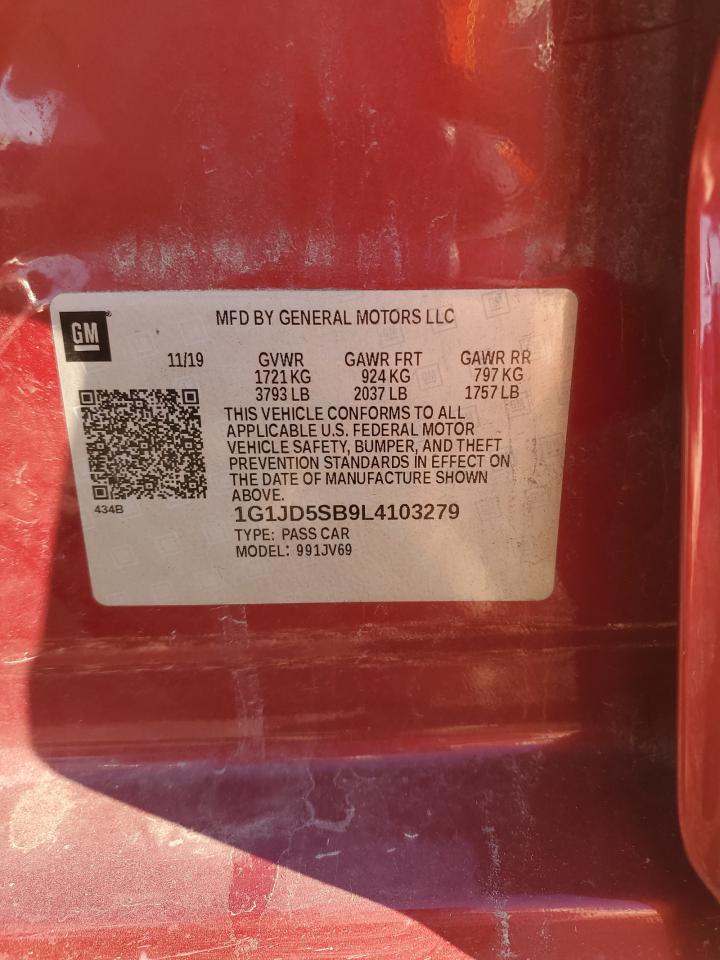 GM
MFD BY GENERAL MOTORS LLC
11/19 GVWR GAWR FRT GAWR RR
1721 KG 924 KG 797 KG
3793 LB 2037 LB 1757 LB
THIS VEHICLE CONFORMS TO ALL
APPLICABLE U.S. FEDERAL MOTOR
VEHICLE SAFETY, BUMPER, AND THEFT
PREVENTION STANDARDS IN EFFECT ON
THE DATE OF MANUFACTURE SHOWN
ABOVE.
434B
1G1JD5SB9L4103279
TYPE: PASS CAR
MODEL: 991JV69